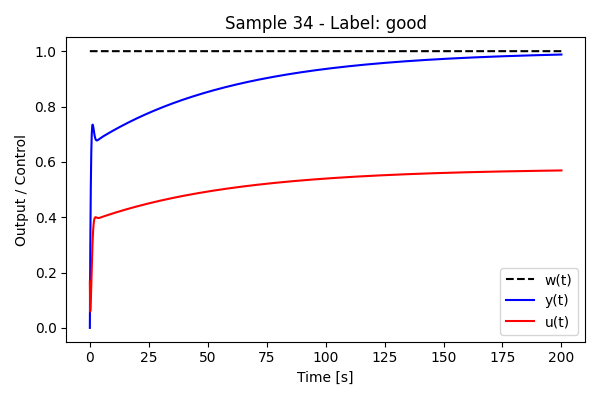 Sample 34 - Label: good
Output / Control
1.0
0.8
0.6
0.4
0.2
0.0
w(t)
y(t)
u(t)
0 25 50 75 100 125 150 175 200
Time [s]